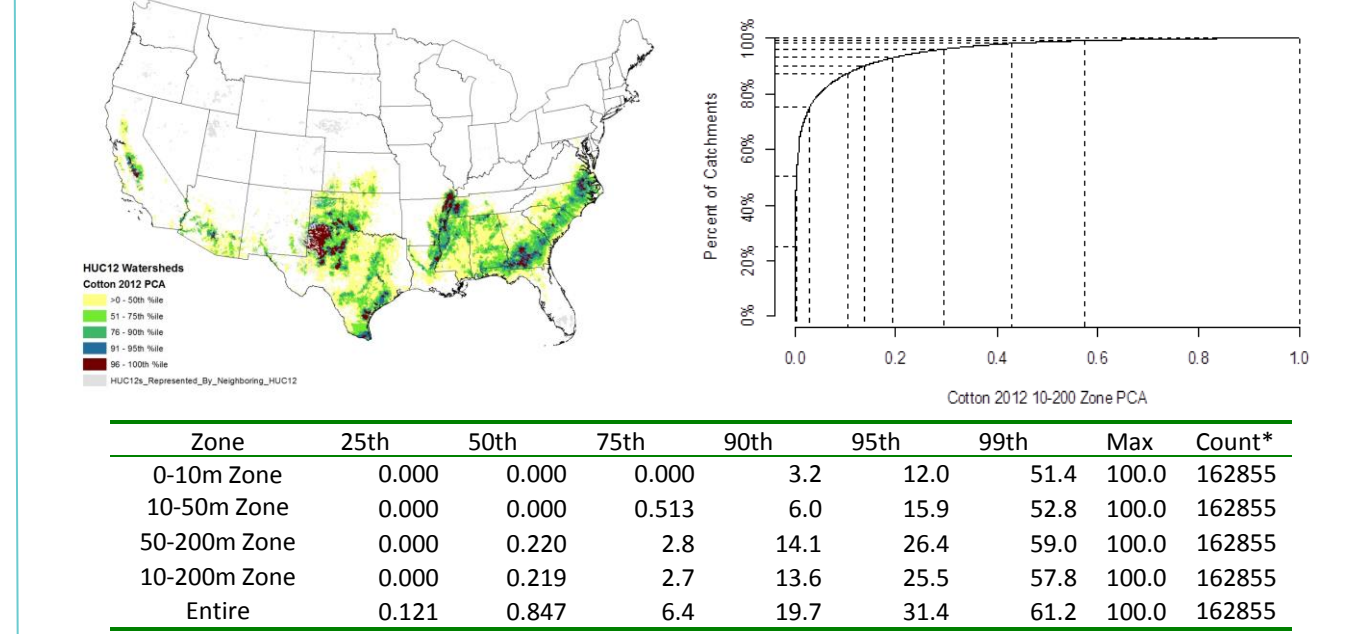 HUC12 Watersheds
Cotton 2012 PCA
>0 - 50th %ile
51 - 75th %ile
76 - 90th %ile
91 - 95th %ile
96 - 100th %ile
HUC12s_Represented_By_Neighboring_HUC12
Percent of Catchments
100%
80%
60%
40%
20%
0%
0.0 0.2 0.4 0.6 0.8 1.0
Cotton 2012 10-200 Zone PCA
Zone 25th 50th 75th 90th 95th 99th Max Count*
0-10m Zone 0.000 0.000 0.000 3.2 12.0 51.4 100.0 162855
10-50m Zone 0.000 0.000 0.513 6.0 15.9 52.8 100.0 162855
50-200m Zone 0.000 0.220 2.8 14.1 26.4 59.0 100.0 162855
10-200m Zone 0.000 0.219 2.7 13.6 25.5 57.8 100.0 162855
Entire 0.121 0.847 6.4 19.7 31.4 61.2 100.0 162855